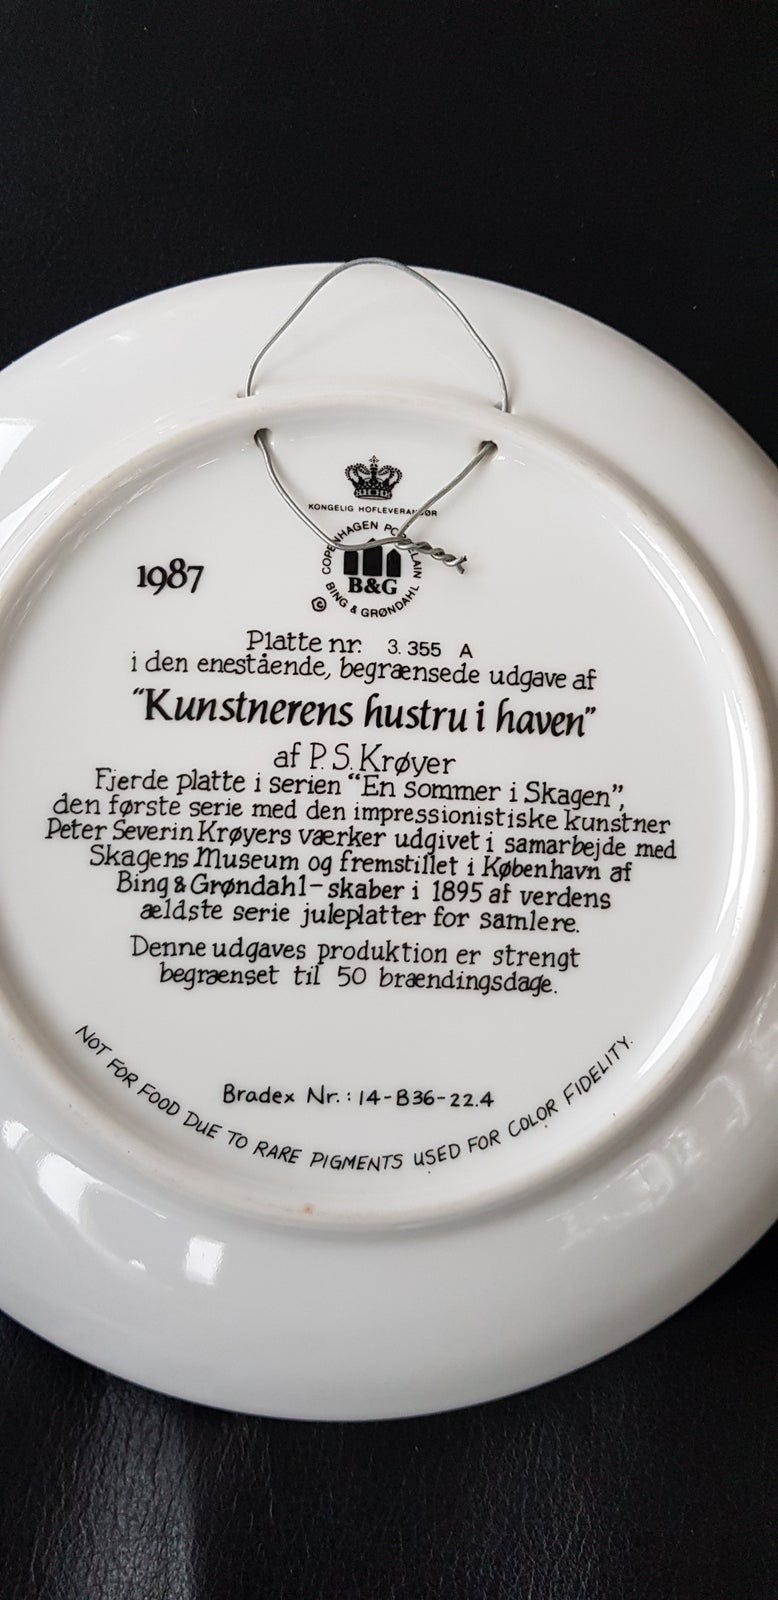 KONGELIG HOFLEVERANDØR
COPENHAGEN PORCELAIN
B&G
© BING & GRØNDAHL
1987
Platte nr. 3.355 A
i den enestående, begrænsede udgave af
"Kunstnerens hustru i haven"
af P.S. Krøyer
Fjerde platte i serien "En sommer i Skagen",
den første serie med den impressionistiske kunstner
Peter Severin Krøyers værker udgivet i samarbejde med
Skagens Museum og fremstillet i København af
Bing & Grøndahl – skaber i 1895 af verdens
ældste serie juleplatter for samlere.
Denne udgaves produktion er strengt
begrænset til 50 brændingsdage.
Bradex Nr.: 14-B36-22.4
NOT FOR FOOD DUE TO RARE PIGMENTS USED FOR COLOR FIDELITY.